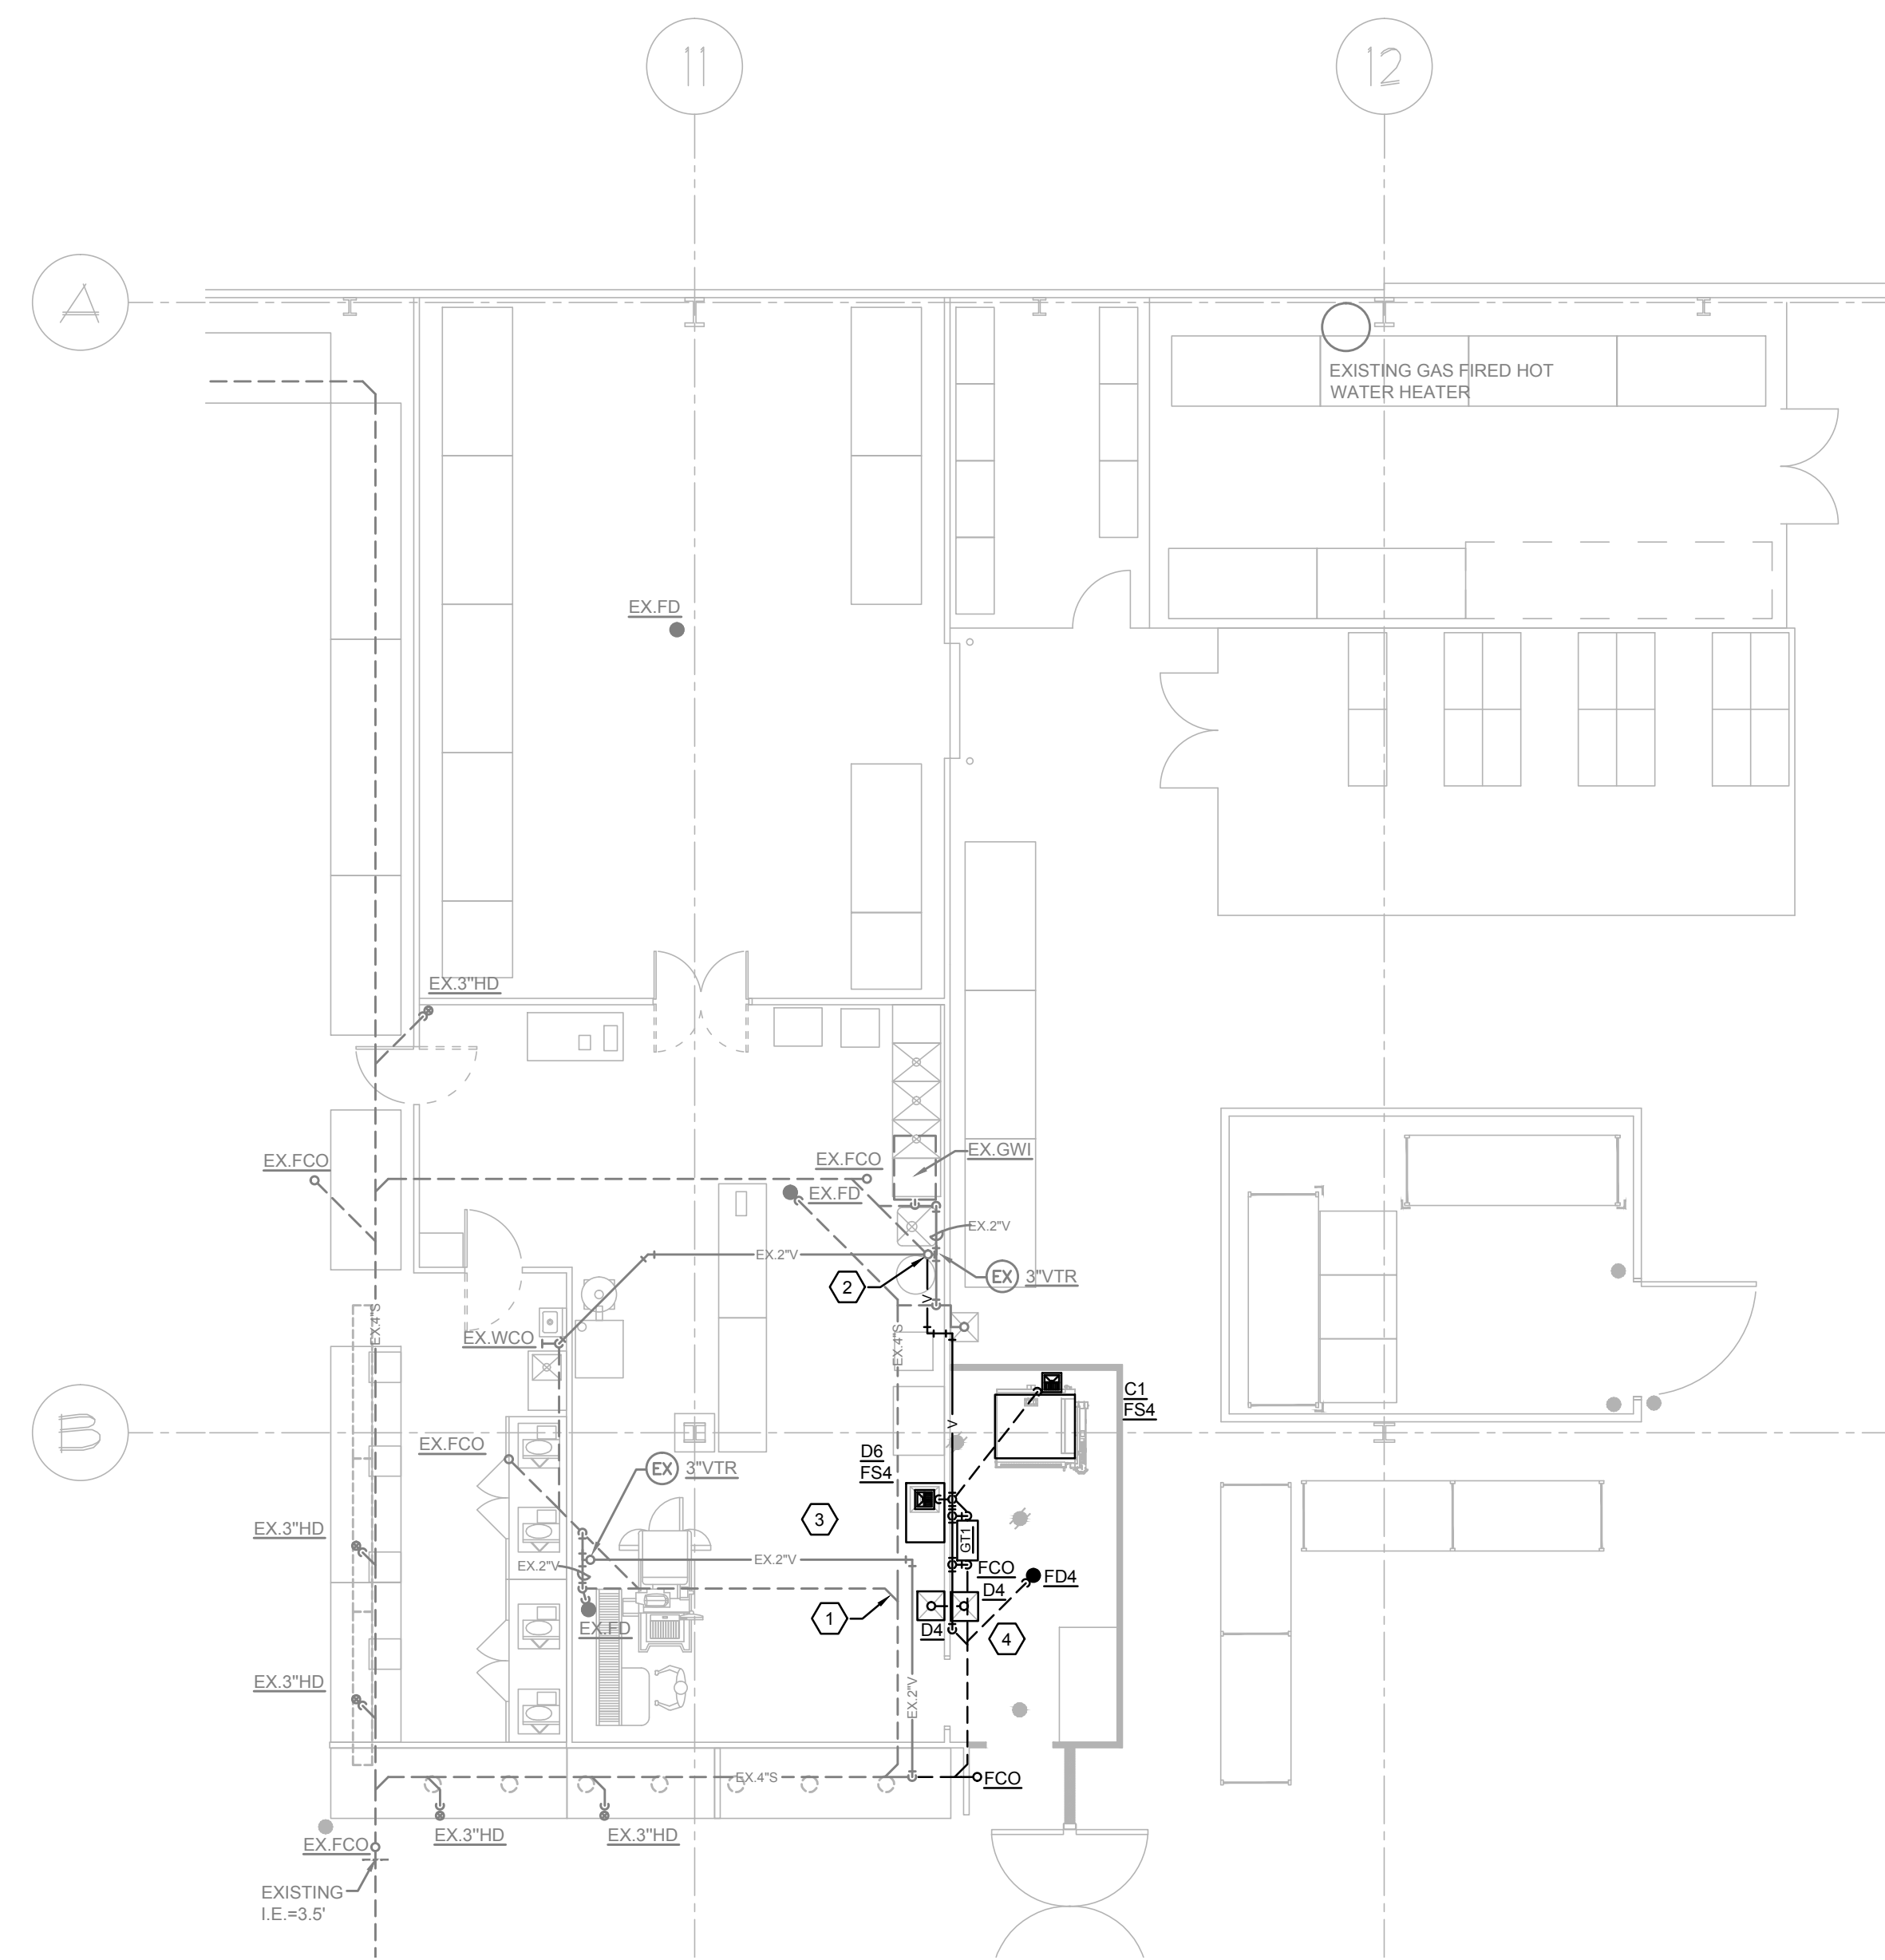 11
12
A
EXISTING GAS FIRED HOT
WATER HEATER
EX.FD
EX.3"HD
EX.FCO
EX.FCO
EX.GWI
EX.FD
EX.2"V
EX.2"V
2
EX
3"VTR
V
EX.4"S
EX.WCO
EX.4"S
C1
FS4
V
B
EX.FCO
D6
FS4
EX
3"VTR
3
EX.3"HD
GT1
EX.2"V
EX.2"V
FCO
FD4
D4
1
EX.FD
D4
4
EX.3"HD
EX.2"V
EX.4"S
FCO
EX.3"HD
EX.3"HD
EX.FCO
EXISTING
I.E.=3.5'